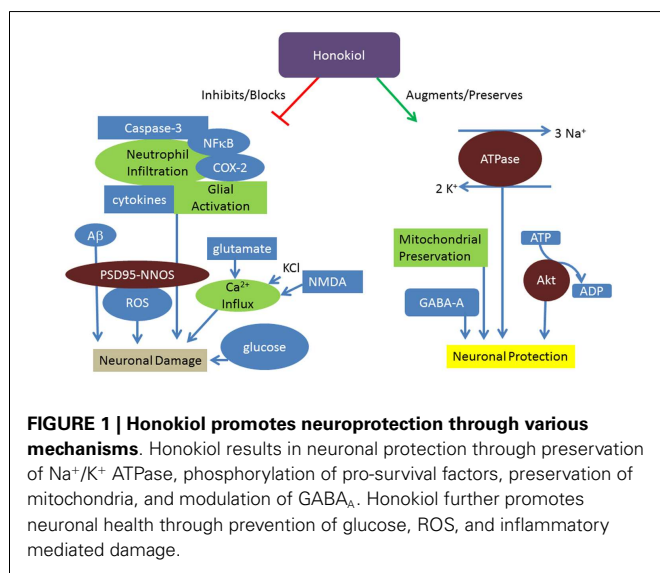 Honokiol
Inhibits/Blocks
Augments/Preserves
Caspase-3
NFκB
Neutrophil
Infiltration
COX-2
cytokines
Glial
Activation
Aβ
PSD95-NNOS
ROS
glutamate
KCl
NMDA
Ca²⁺
Influx
glucose
Neuronal Damage
3 Na⁺
ATPase
2 K⁺
Mitochondrial
Preservation
ATP
Akt
ADP
GABA-A
Neuronal Protection
FIGURE 1 | Honokiol promotes neuroprotection through various
mechanisms. Honokiol results in neuronal protection through preservation
of Na⁺/K⁺ ATPase, phosphorylation of pro-survival factors, preservation of
mitochondria, and modulation of GABA_A. Honokiol further promotes
neuronal health through prevention of glucose, ROS, and inflammatory
mediated damage.